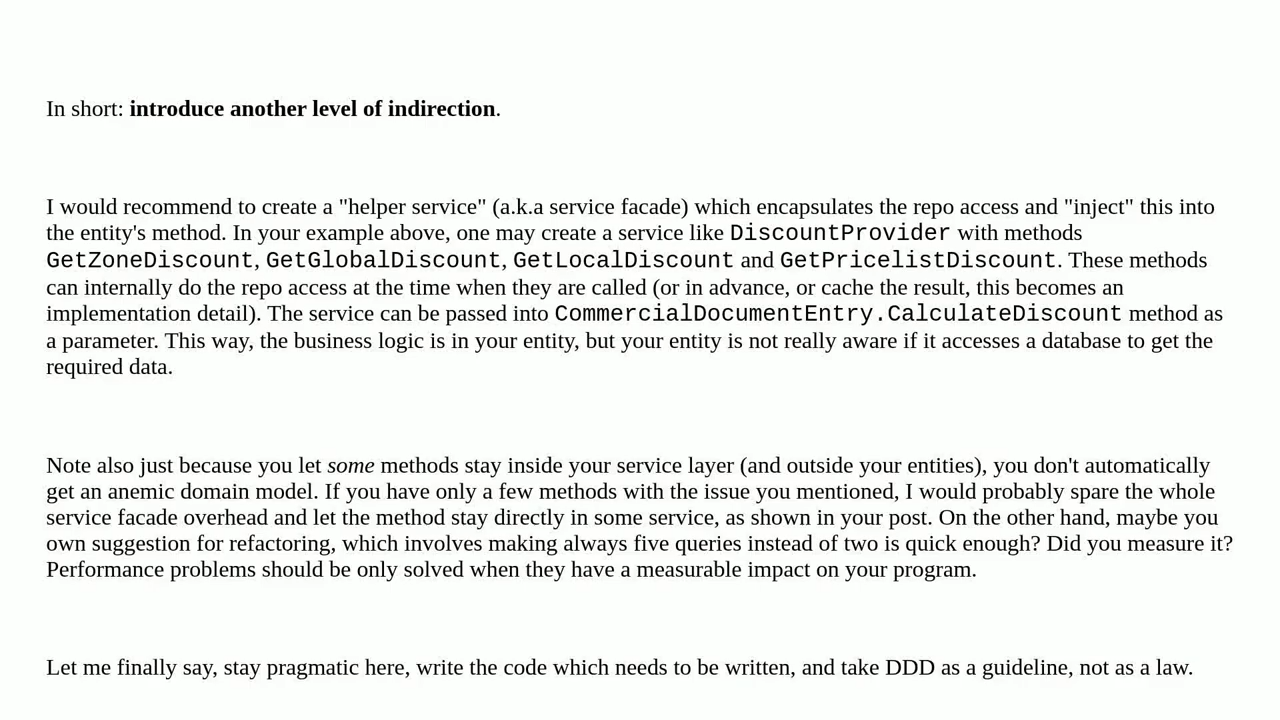 In short: introduce another level of indirection.
I would recommend to create a "helper service" (a.k.a service facade) which encapsulates the repo access and "inject" this into
the entity's method. In your example above, one may create a service like DiscountProvider with methods
GetZoneDiscount, GetGlobalDiscount, GetLocalDiscount and GetPricelistDiscount. These methods
can internally do the repo access at the time when they are called (or in advance, or cache the result, this becomes an
implementation detail). The service can be passed into CommercialDocumentEntry.CalculateDiscount method as
a parameter. This way, the business logic is in your entity, but your entity is not really aware if it accesses a database to get the
required data.
Note also just because you let some methods stay inside your service layer (and outside your entities), you don't automatically
get an anemic domain model. If you have only a few methods with the issue you mentioned, I would probably spare the whole
service facade overhead and let the method stay directly in some service, as shown in your post. On the other hand, maybe you
own suggestion for refactoring, which involves making always five queries instead of two is quick enough? Did you measure it?
Performance problems should be only solved when they have a measurable impact on your program.
Let me finally say, stay pragmatic here, write the code which needs to be written, and take DDD as a guideline, not as a law.